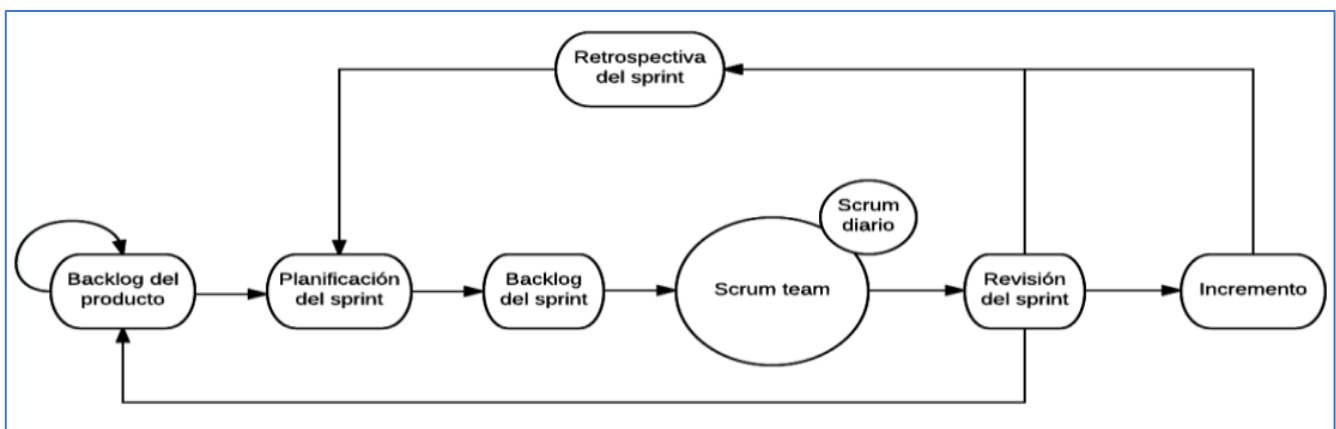 Retrospectiva
del sprint
Scrum
diario
Backlog del
producto
Planificación
del sprint
Backlog
del sprint
Scrum team
Revisión
del sprint
Incremento